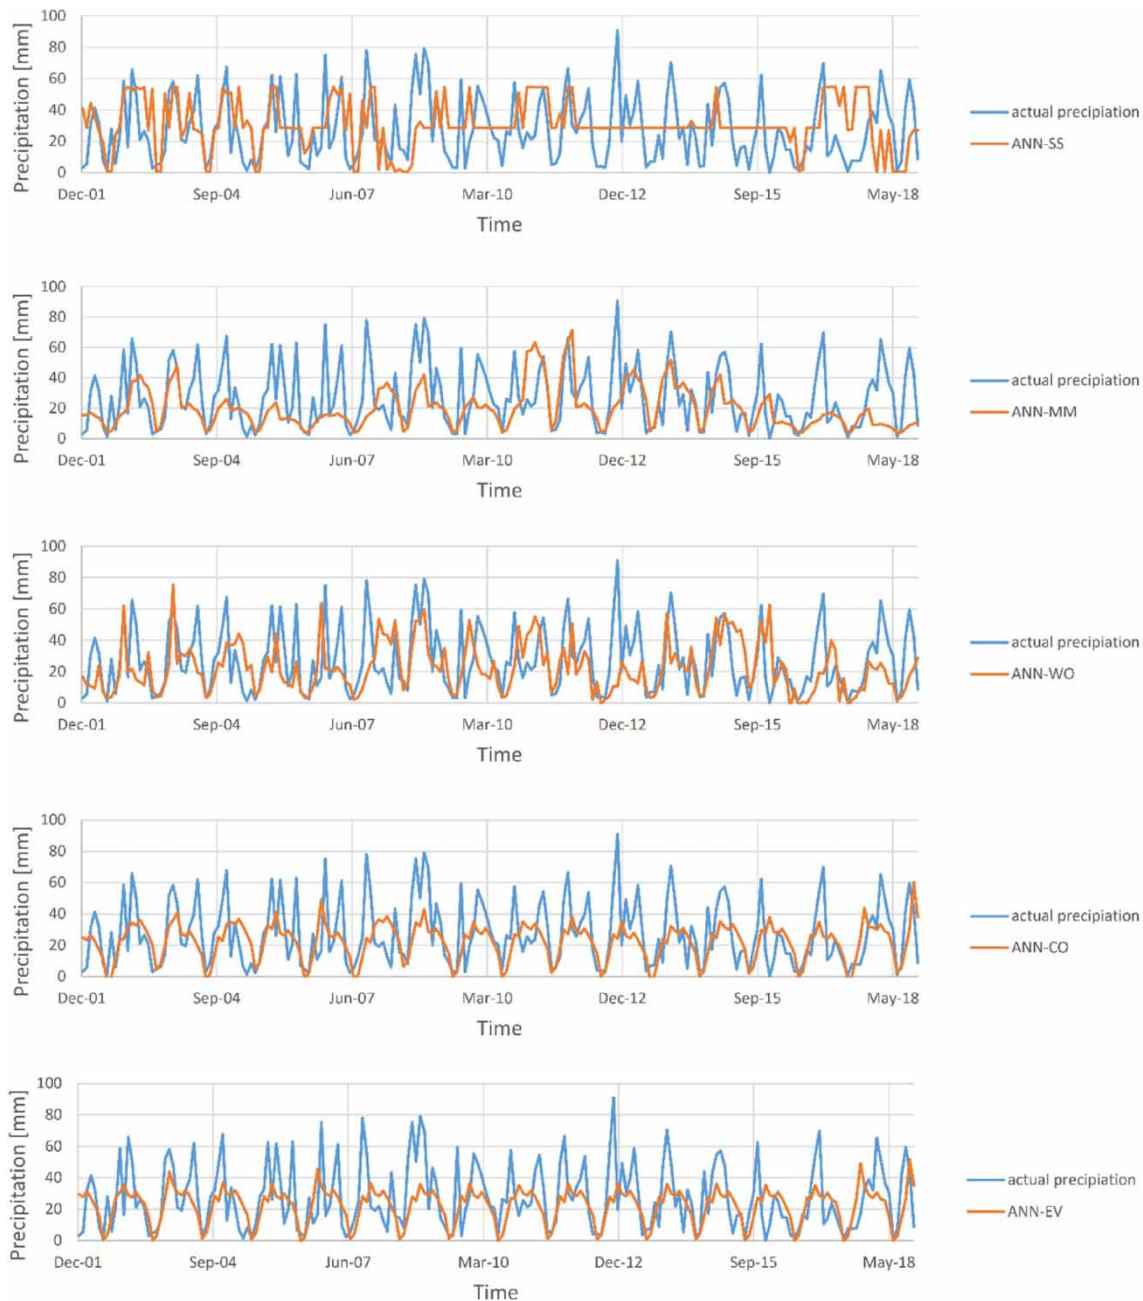 Precipitation [mm]
100
80
60
40
20
0
Dec-01 Sep-04 Jun-07 Mar-10 Dec-12 Sep-15 May-18
Time
actual precipiation
ANN-SS
Precipitation [mm]
100
80
60
40
20
0
Dec-01 Sep-04 Jun-07 Mar-10 Dec-12 Sep-15 May-18
Time
actual precipiation
ANN-MM
Precipitation [mm]
100
80
60
40
20
0
Dec-01 Sep-04 Jun-07 Mar-10 Dec-12 Sep-15 May-18
Time
actual precipiation
ANN-WO
Precipitation [mm]
100
80
60
40
20
0
Dec-01 Sep-04 Jun-07 Mar-10 Dec-12 Sep-15 May-18
Time
actual precipiation
ANN-CO
Precipitation [mm]
100
80
60
40
20
0
Dec-01 Sep-04 Jun-07 Mar-10 Dec-12 Sep-15 May-18
Time
actual precipiation
ANN-EV